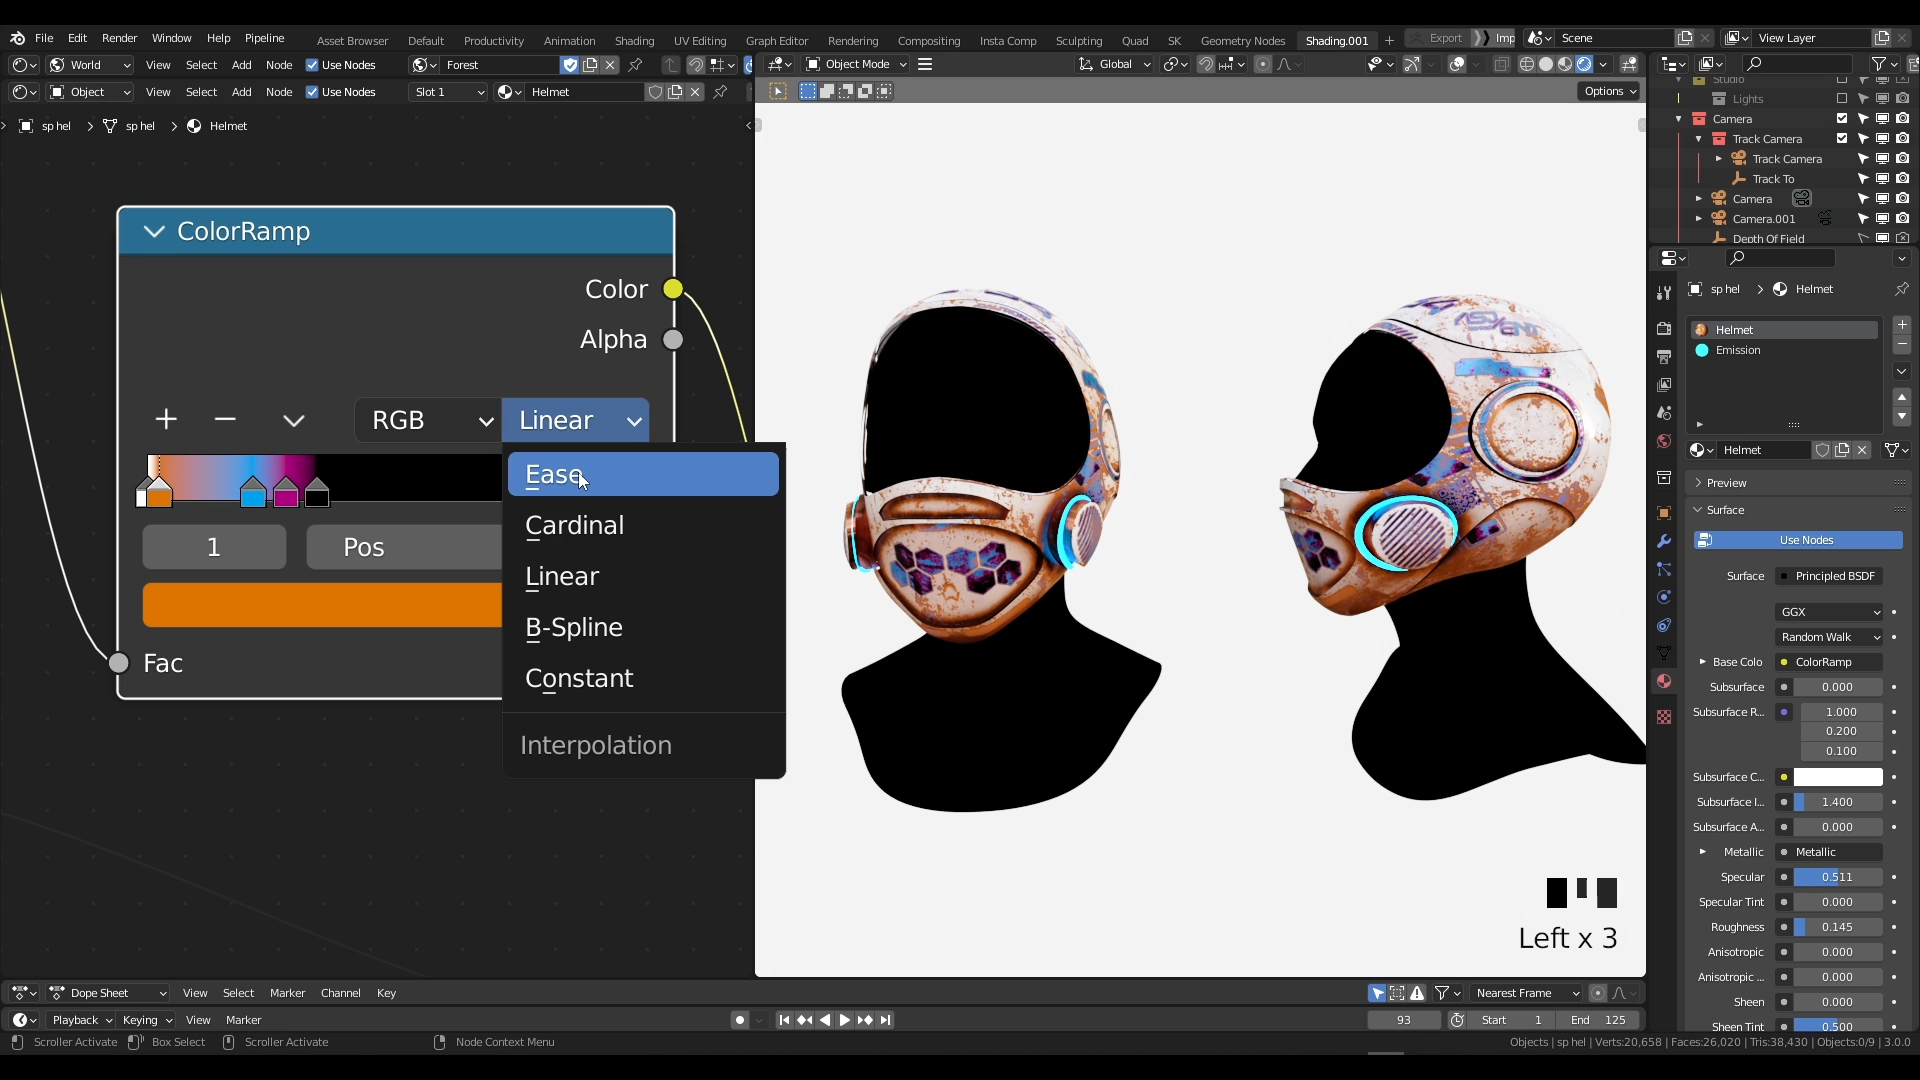 File Edit Render Window Help Pipeline Asset Browser Default Productivity Animation Shading UV Editing Graph Editor Rendering Compositing Insta Comp Sculpting Quad SK Geometry Nodes Shading.001 + Export Imp Scene View Layer
World View Select Add Node Use Nodes Forest Object Mode Global
Object View Select Add Node Use Nodes Slot 1 Helmet Options
sp hel sp hel Helmet
ColorRamp
Color
Alpha
RGB Linear
Ease
Cardinal
Linear
B-Spline
Constant
Interpolation
1 Pos
Fac
ASCVENT
Left x 3
Studio
Lights
Camera
Track Camera
Track Camera
Track To
Camera
Camera.001
Depth Of Field
sp hel Helmet
Helmet
Emission
Helmet
Preview
Surface
Use Nodes
Surface Principled BSDF
GGX
Random Walk
Base Colo ColorRamp
Subsurface 0.000
Subsurface R... 1.000
0.200
0.100
Subsurface C...
Subsurface I... 1.400
Subsurface A... 0.000
Metallic Metallic
Specular 0.511
Specular Tint 0.000
Roughness 0.145
Anisotropic 0.000
Anisotropic ... 0.000
Sheen 0.000
Sheen Tint 0.500
Dope Sheet View Select Marker Channel Key Nearest Frame
Playback Keying View Marker 93 Start 1 End 125
Scroller Activate Box Select Scroller Activate Node Context Menu Objects | sp hel | Verts:20,658 | Faces:26,020 | Tris:38,430 | Objects:0/9 | 3.0.0